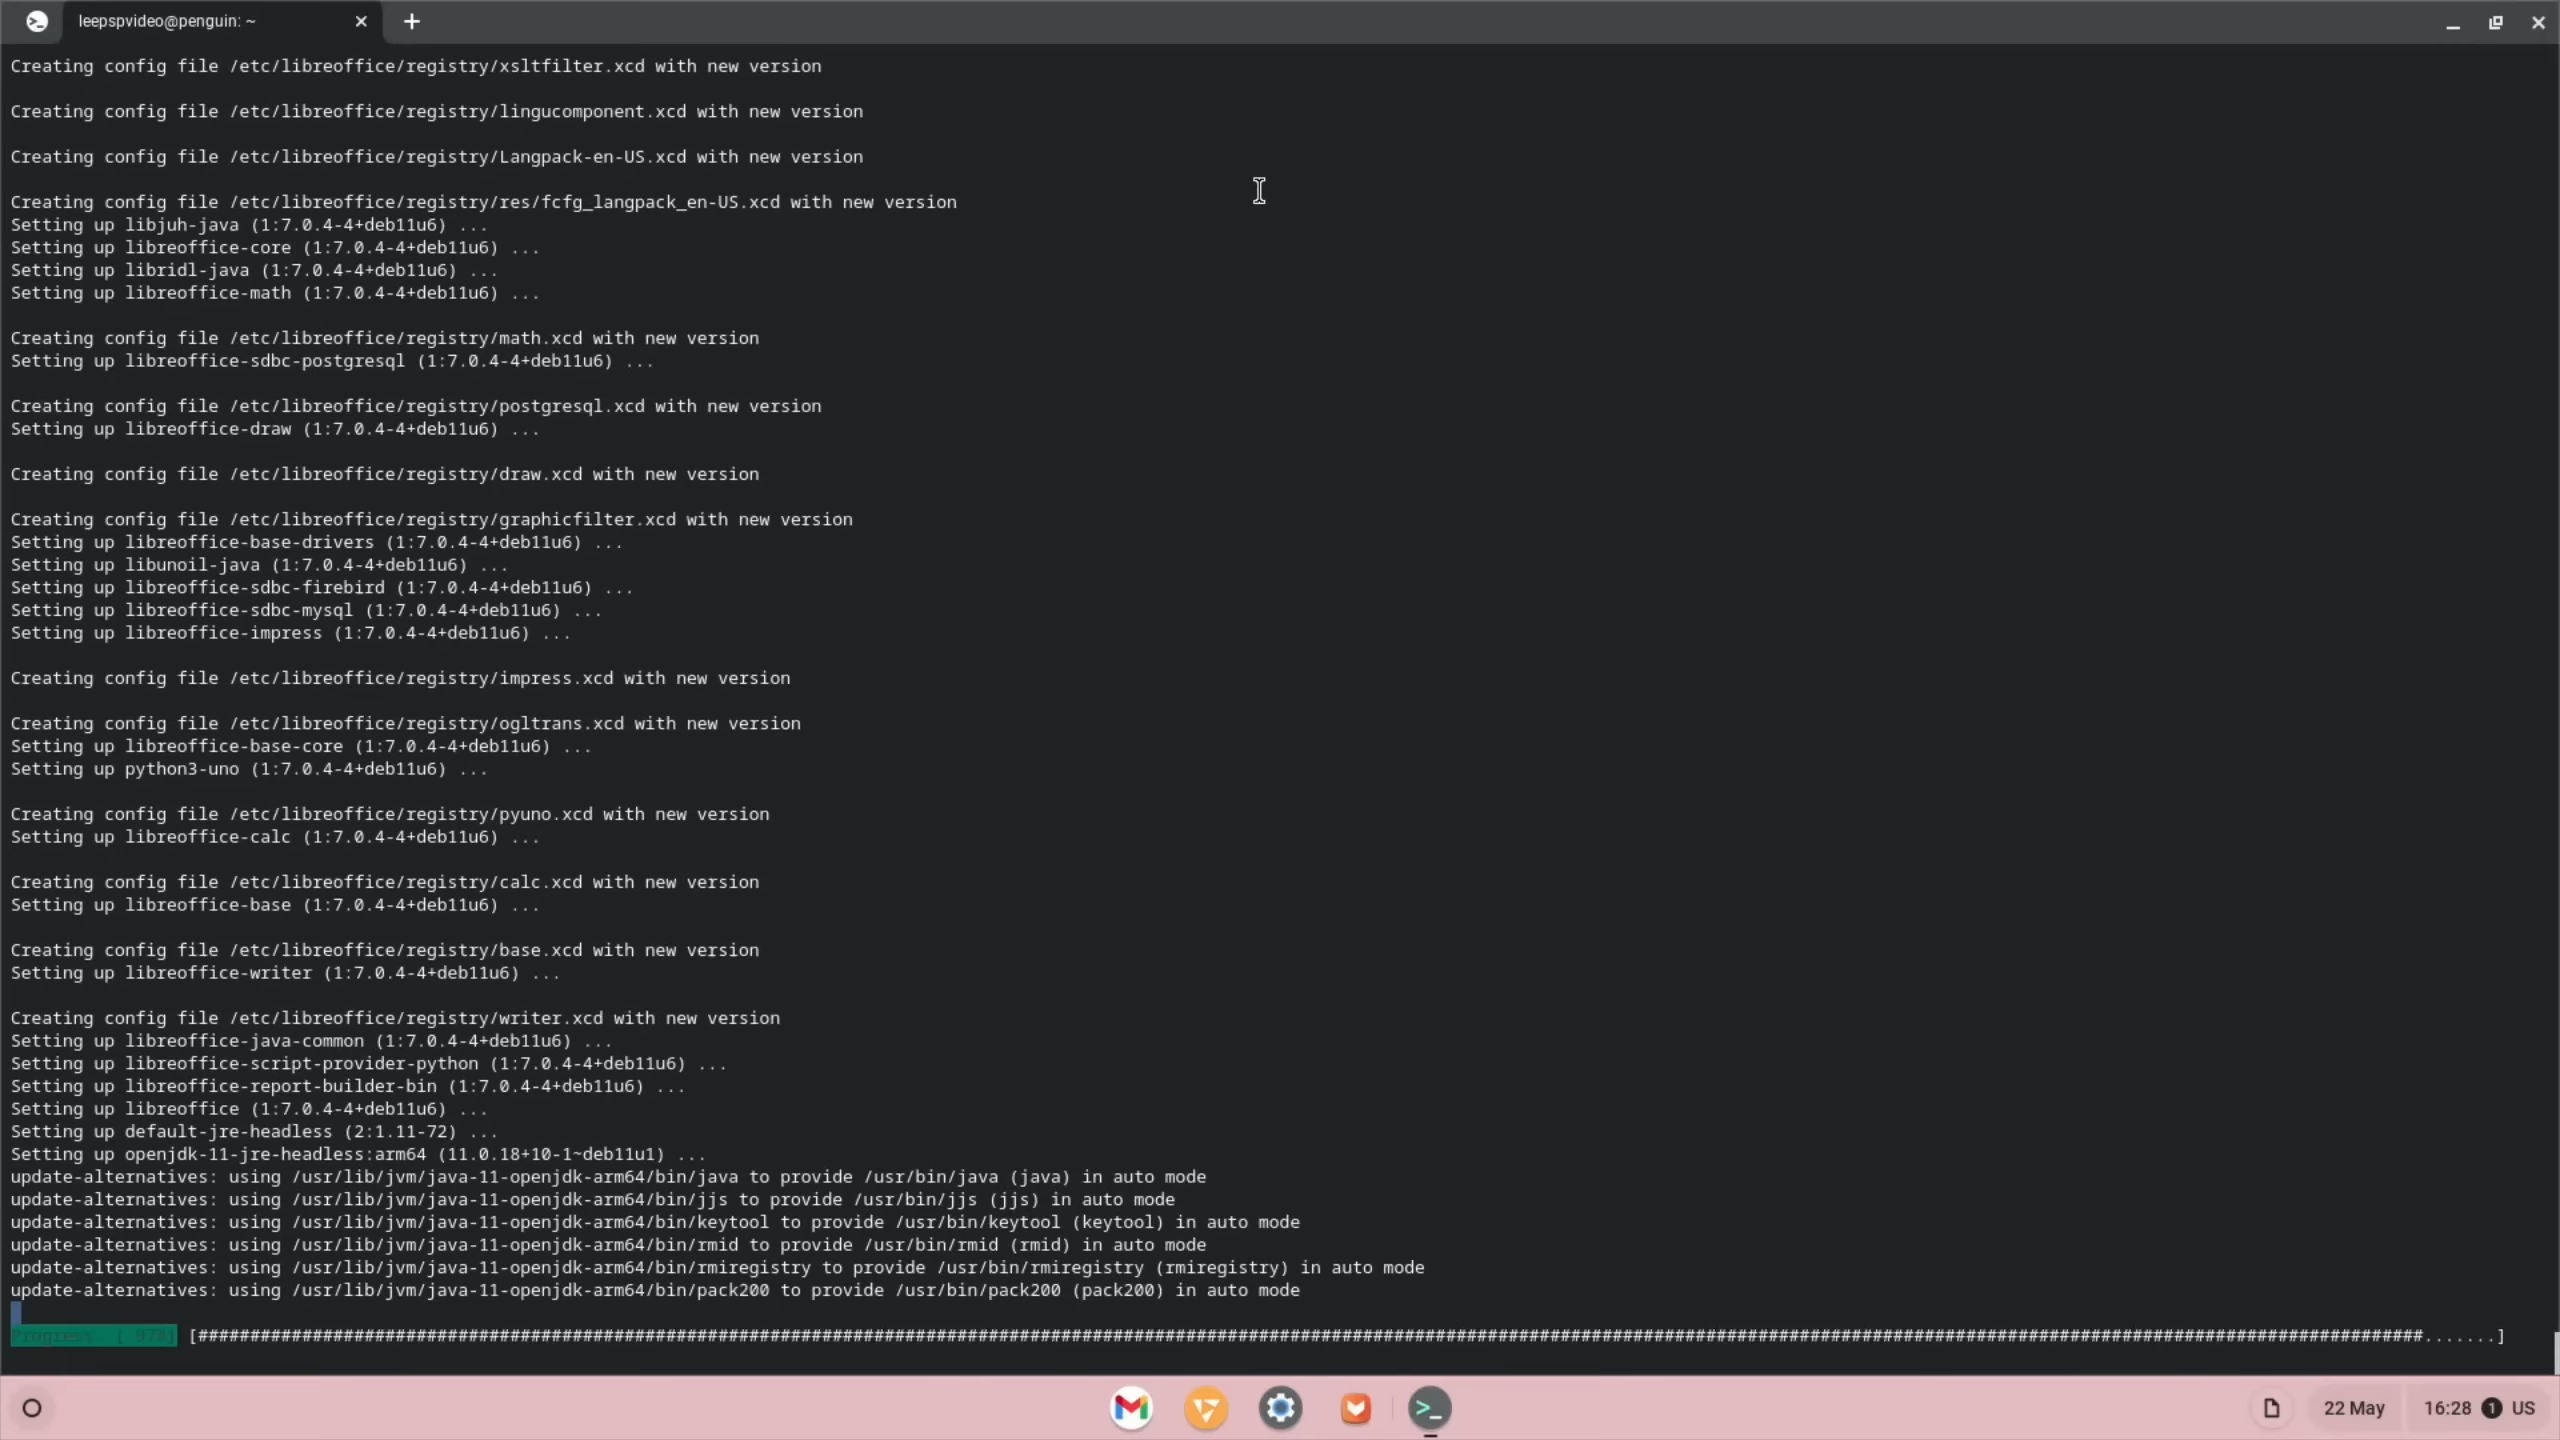 leepspvideo@penguin: ~
Creating config file /etc/libreoffice/registry/xsltfilter.xcd with new version
Creating config file /etc/libreoffice/registry/lingucomponent.xcd with new version
Creating config file /etc/libreoffice/registry/Langpack-en-US.xcd with new version
Creating config file /etc/libreoffice/registry/res/fcfg_langpack_en-US.xcd with new version
Setting up libjuh-java (1:7.0.4-4+deb11u6) ...
Setting up libreoffice-core (1:7.0.4-4+deb11u6) ...
Setting up libridl-java (1:7.0.4-4+deb11u6) ...
Setting up libreoffice-math (1:7.0.4-4+deb11u6) ...
Creating config file /etc/libreoffice/registry/math.xcd with new version
Setting up libreoffice-sdbc-postgresql (1:7.0.4-4+deb11u6) ...
Creating config file /etc/libreoffice/registry/postgresql.xcd with new version
Setting up libreoffice-draw (1:7.0.4-4+deb11u6) ...
Creating config file /etc/libreoffice/registry/draw.xcd with new version
Creating config file /etc/libreoffice/registry/graphicfilter.xcd with new version
Setting up libreoffice-base-drivers (1:7.0.4-4+deb11u6) ...
Setting up libunoil-java (1:7.0.4-4+deb11u6) ...
Setting up libreoffice-sdbc-firebird (1:7.0.4-4+deb11u6) ...
Setting up libreoffice-sdbc-mysql (1:7.0.4-4+deb11u6) ...
Setting up libreoffice-impress (1:7.0.4-4+deb11u6) ...
Creating config file /etc/libreoffice/registry/impress.xcd with new version
Creating config file /etc/libreoffice/registry/ogltrans.xcd with new version
Setting up libreoffice-base-core (1:7.0.4-4+deb11u6) ...
Setting up python3-uno (1:7.0.4-4+deb11u6) ...
Creating config file /etc/libreoffice/registry/pyuno.xcd with new version
Setting up libreoffice-calc (1:7.0.4-4+deb11u6) ...
Creating config file /etc/libreoffice/registry/calc.xcd with new version
Setting up libreoffice-base (1:7.0.4-4+deb11u6) ...
Creating config file /etc/libreoffice/registry/base.xcd with new version
Setting up libreoffice-writer (1:7.0.4-4+deb11u6) ...
Creating config file /etc/libreoffice/registry/writer.xcd with new version
Setting up libreoffice-java-common (1:7.0.4-4+deb11u6) ...
Setting up libreoffice-script-provider-python (1:7.0.4-4+deb11u6) ...
Setting up libreoffice-report-builder-bin (1:7.0.4-4+deb11u6) ...
Setting up libreoffice (1:7.0.4-4+deb11u6) ...
Setting up default-jre-headless (2:1.11-72) ...
Setting up openjdk-11-jre-headless:arm64 (11.0.18+10-1~deb11u1) ...
update-alternatives: using /usr/lib/jvm/java-11-openjdk-arm64/bin/java to provide /usr/bin/java (java) in auto mode
update-alternatives: using /usr/lib/jvm/java-11-openjdk-arm64/bin/jjs to provide /usr/bin/jjs (jjs) in auto mode
update-alternatives: using /usr/lib/jvm/java-11-openjdk-arm64/bin/keytool to provide /usr/bin/keytool (keytool) in auto mode
update-alternatives: using /usr/lib/jvm/java-11-openjdk-arm64/bin/rmid to provide /usr/bin/rmid (rmid) in auto mode
update-alternatives: using /usr/lib/jvm/java-11-openjdk-arm64/bin/rmiregistry to provide /usr/bin/rmiregistry (rmiregistry) in auto mode
update-alternatives: using /usr/lib/jvm/java-11-openjdk-arm64/bin/pack200 to provide /usr/bin/pack200 (pack200) in auto mode
Progress: [ 97%]
22 May 16:28 1 US